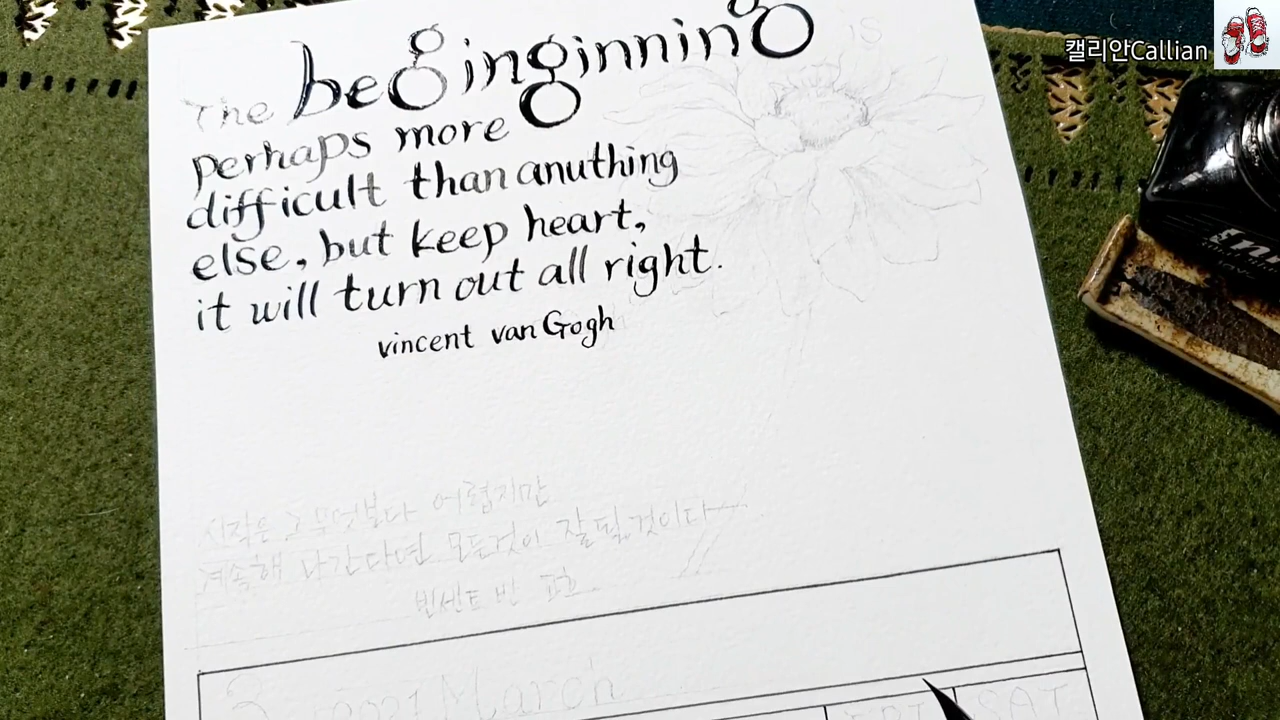 캘리안Callian
The beginginning is
perhaps more
difficult than anuthing
else, but keep heart,
it will turn out all right.
vincent van Gogh
시작은 그 무엇보다 어렵지만
계속해 나간다면 모든것이 잘 될 것이다
빈센트 반 고흐
3 2021 March
FRI SAT